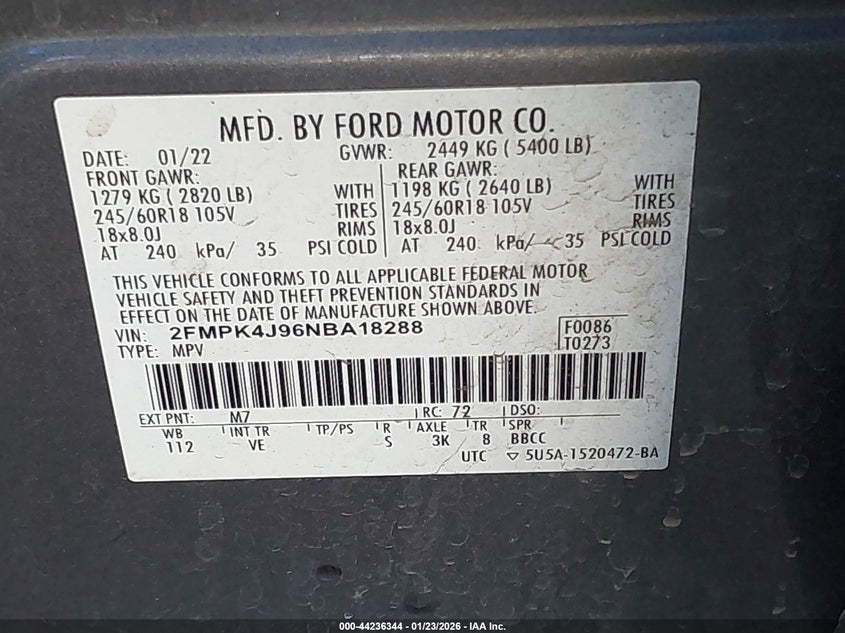 MFD. BY FORD MOTOR CO.
DATE: 01/22 GVWR: 2449 KG ( 5400 LB)
FRONT GAWR: REAR GAWR:
1279 KG ( 2820 LB) WITH 1198 KG ( 2640 LB) WITH
245/60R18 105V TIRES 245/60R18 105V TIRES
18x8.0J RIMS 18x8.0J RIMS
AT 240 kPa/ 35 PSI COLD AT 240 kPa/ 35 PSI COLD
THIS VEHICLE CONFORMS TO ALL APPLICABLE FEDERAL MOTOR
VEHICLE SAFETY AND THEFT PREVENTION STANDARDS IN
EFFECT ON THE DATE OF MANUFACTURE SHOWN ABOVE.
VIN: 2FMPK4J96NBA18288 F0086
TYPE: MPV T0273
EXT PNT: M7 RC: 72 DSO:
WB INT TR TP/PS R AXLE TR SPR
112 VE S 3K 8 BBCC
UTC ▽ 5U5A-1520472-BA
000-44236344 - 01/23/2026 - IAA Inc.